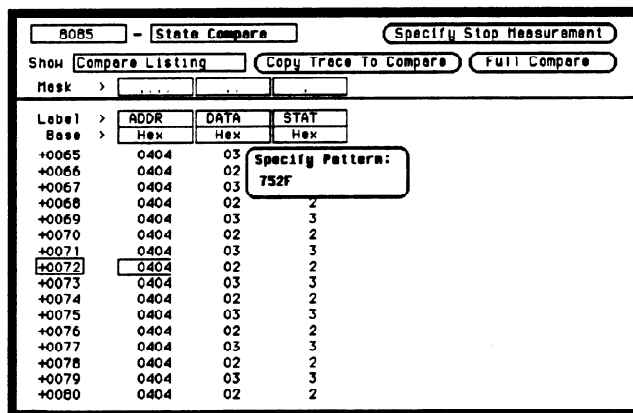 8085 - State Compare Specify Stop Measurement
Show Compare Listing Copy Trace To Compare Full Compare
Mask > .... .. .
Label > ADDR DATA STAT
Base > Hex Hex Hex
+0065 0404 03
+0066 0404 02
+0067 0404 03
Specify Pattern:
752F
+0068 0404 02 2
+0069 0404 03 3
+0070 0404 02 2
+0071 0404 03 3
+0072 0404 02 2
+0073 0404 03 3
+0074 0404 02 2
+0075 0404 03 3
+0076 0404 02 2
+0077 0404 03 3
+0078 0404 02 2
+0079 0404 03 3
+0080 0404 02 2